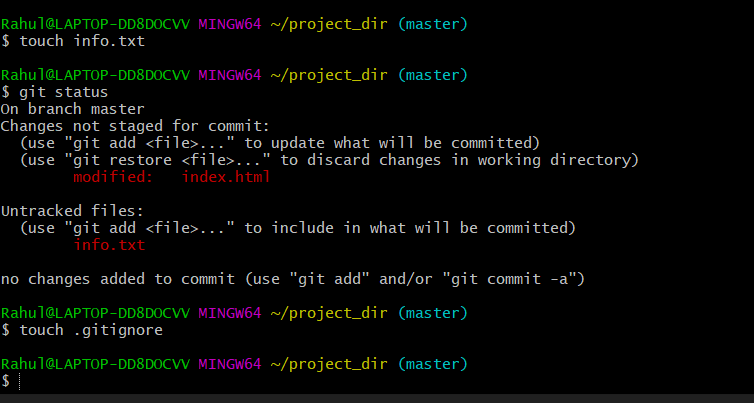 Rahul@LAPTOP-DD8DOCVV MINGW64 ~/project_dir (master)
$ touch info.txt
Rahul@LAPTOP-DD8DOCVV MINGW64 ~/project_dir (master)
$ git status
On branch master
Changes not staged for commit:
  (use "git add <file>..." to update what will be committed)
  (use "git restore <file>..." to discard changes in working directory)
        modified:   index.html
Untracked files:
  (use "git add <file>..." to include in what will be committed)
        info.txt
no changes added to commit (use "git add" and/or "git commit -a")
Rahul@LAPTOP-DD8DOCVV MINGW64 ~/project_dir (master)
$ touch .gitignore
Rahul@LAPTOP-DD8DOCVV MINGW64 ~/project_dir (master)
$